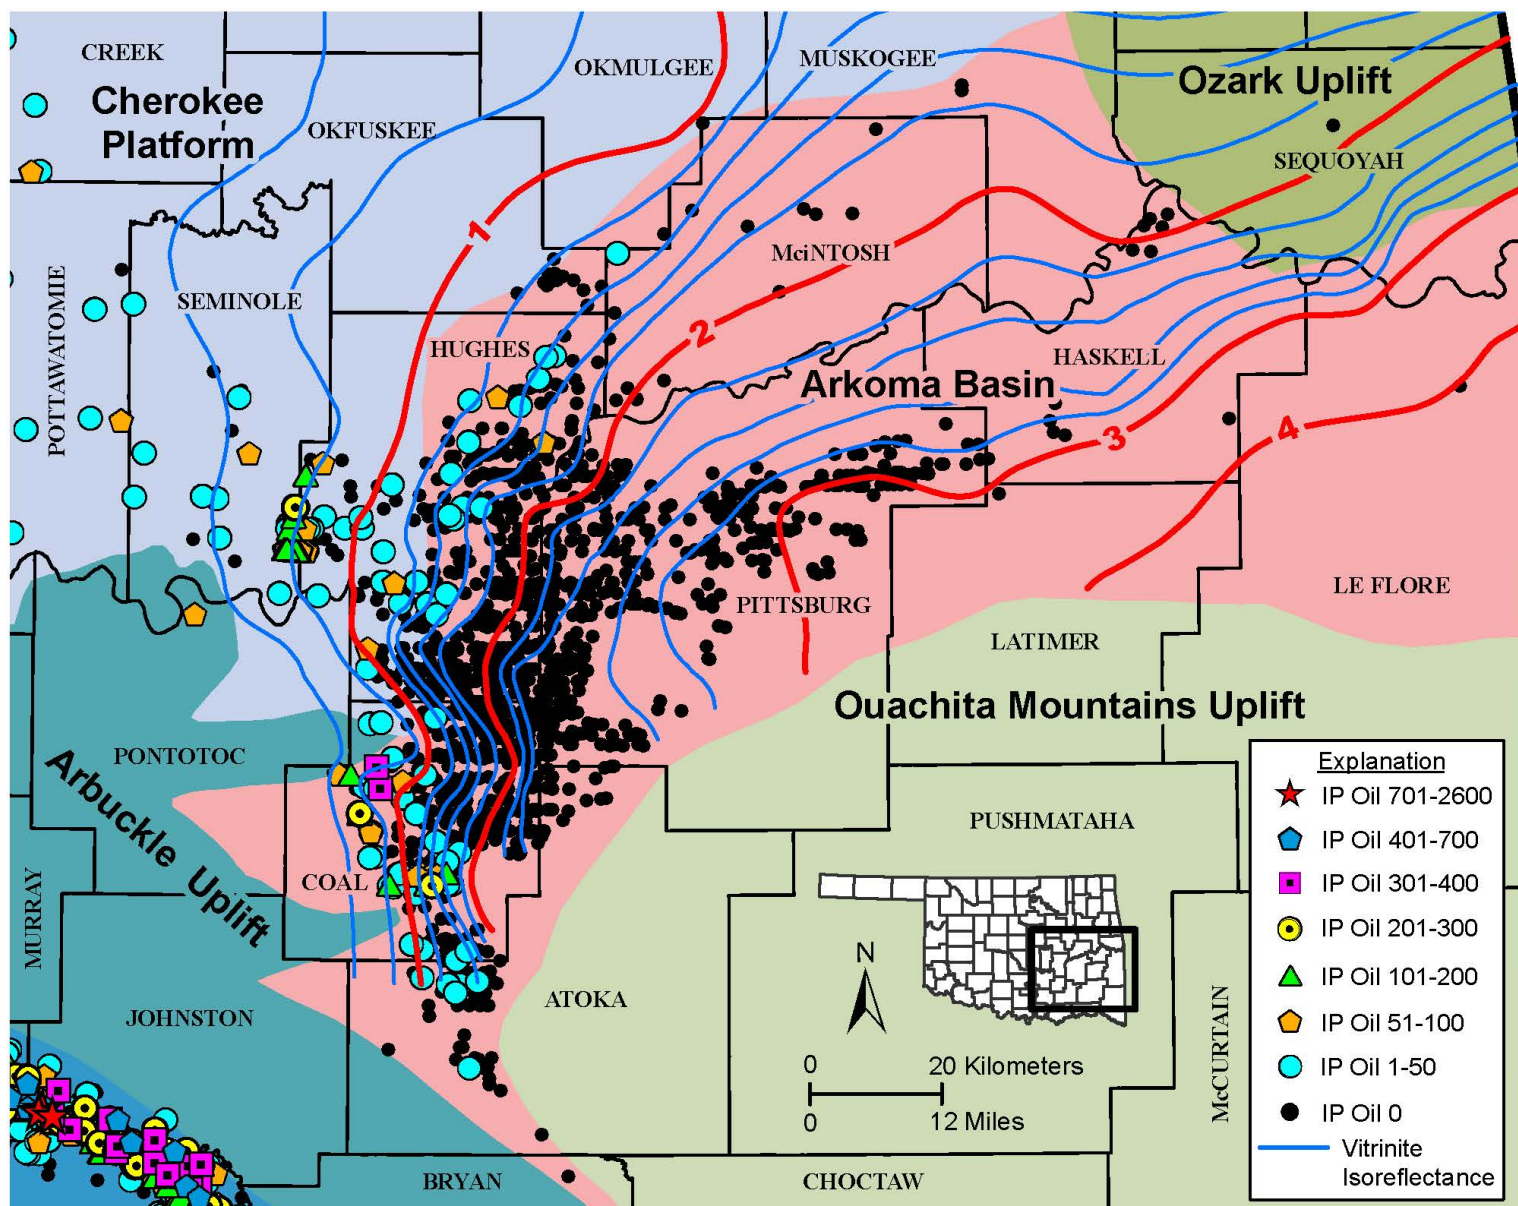 CREEK
Cherokee
Platform
OKFUSKEE
OKMULGEE
MUSKOGEE
Ozark Uplift
SEQUOYAH
POTTAWATOMIE
SEMINOLE
1
McINTOSH
HUGHES
2
HASKELL
Arkoma Basin
3
4
PITTSBURG
LE FLORE
LATIMER
Ouachita Mountains Uplift
PONTOTOC
Arbuckle Uplift
COAL
MURRAY
PUSHMATAHA
JOHNSTON
ATOKA
N
0 20 Kilometers
0 12 Miles
McCURTAIN
BRYAN
CHOCTAW
Explanation
IP Oil 701-2600
IP Oil 401-700
IP Oil 301-400
IP Oil 201-300
IP Oil 101-200
IP Oil 51-100
IP Oil 1-50
IP Oil 0
Vitrinite
Isoreflectance